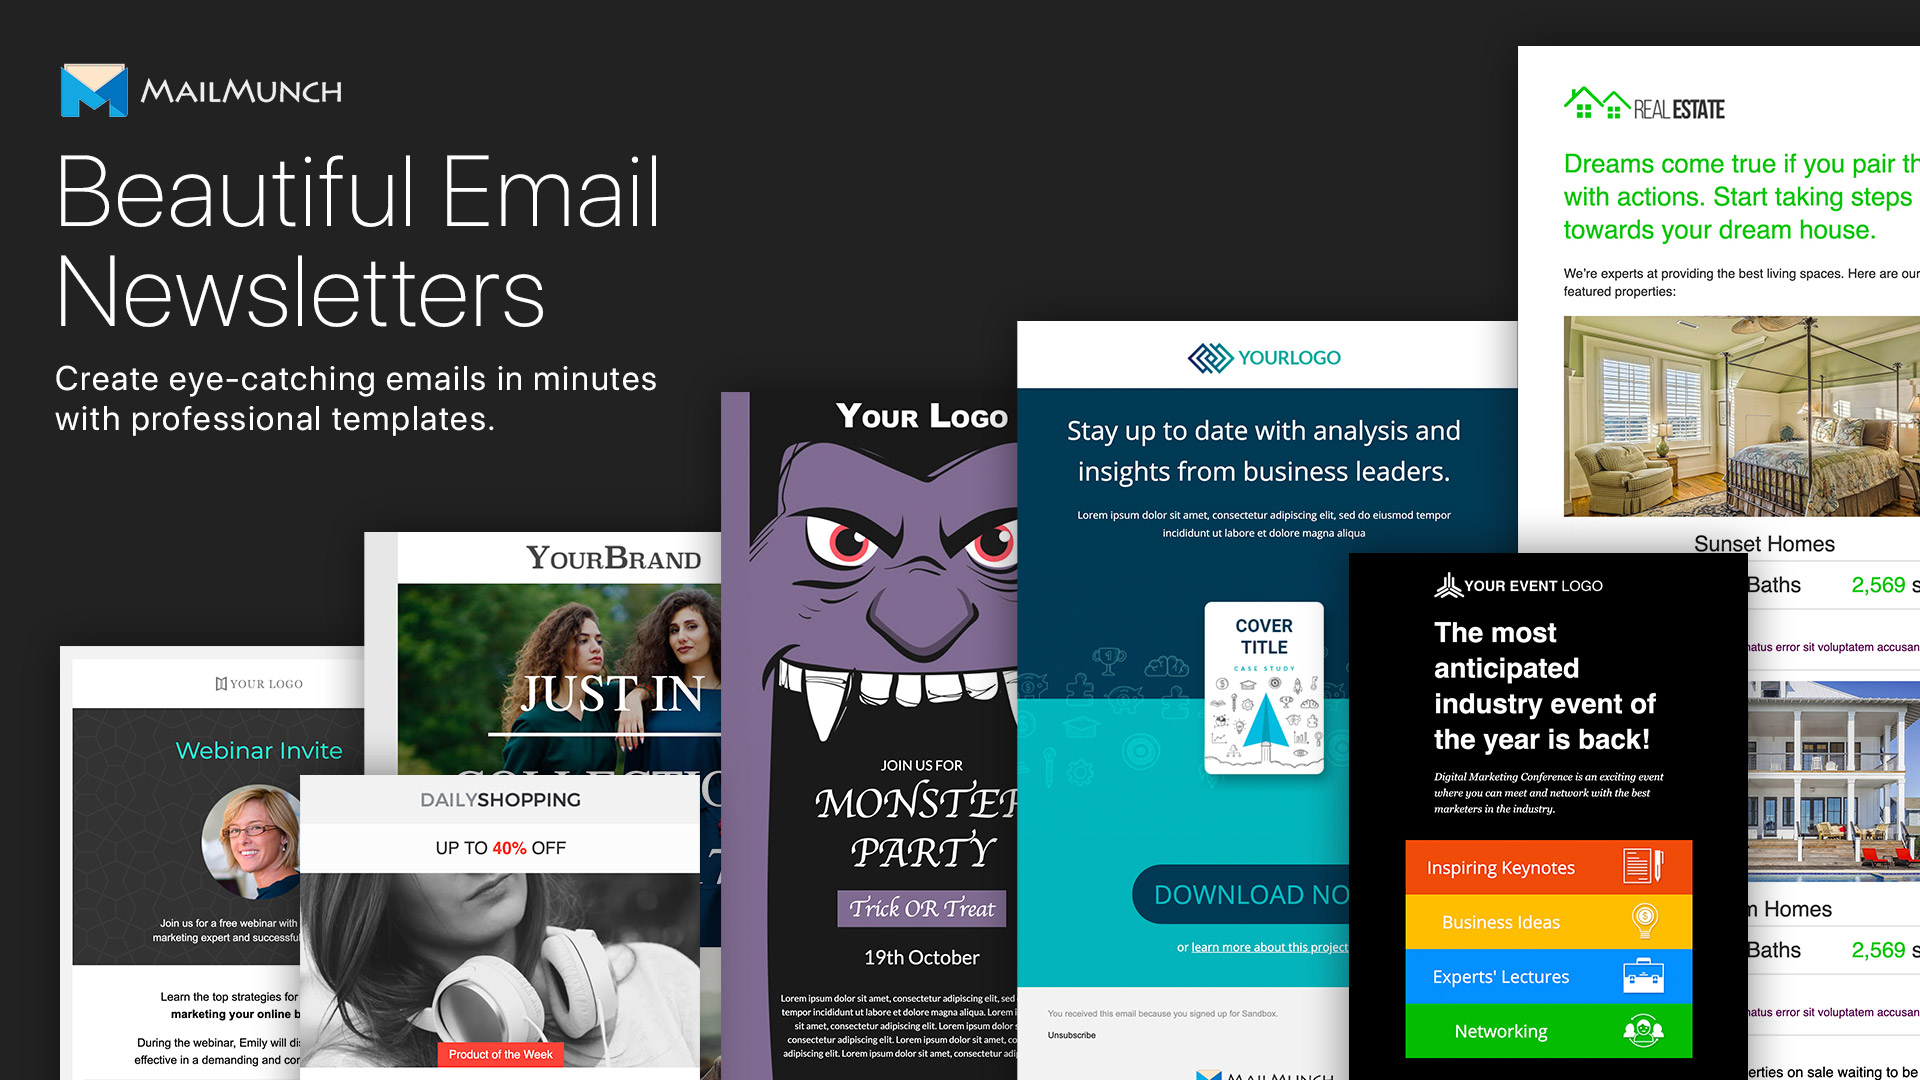 MAILMUNCH
Beautiful Email
Newsletters
Create eye-catching emails in minutes
with professional templates.
YOUR LOGO
Webinar Invite
Join us for a free webinar with
marketing expert and successful
Learn the top strategies for
marketing your online
During the webinar, Emily will
effective in a demanding and
YOURBRAND
JUST IN
DAILYSHOPPING
UP TO 40% OFF
Product of the Week
YOUR LOGO
JOIN US FOR
MONSTER
PARTY
Trick OR Treat
19th October
Lorem ipsum dolor sit amet, consectetur adipiscing elit, sed
tempor incididunt ut labore et dolore magna aliqua. Lorem
sit amet, consectetur adipiscing elit. Lorem ipsum dolor
consectetur adipiscing elit. Lorem ipsum dolor sit amet,
adipiscing elit. Lorem ipsum dolor sit amet, consectetur
YOURLOGO
Stay up to date with analysis and
insights from business leaders.
Lorem ipsum dolor sit amet, consectetur adipiscing elit, sed do eiusmod tempor
incididunt ut labore et dolore magna aliqua
COVER
TITLE
CASE STUDY
DOWNLOAD NO
or learn more about this project
You received this email because you signed up for Sandbox.
Unsubscribe
MAILMUNCH
YOUR EVENT LOGO
The most
anticipated
industry event of
the year is back!
Digital Marketing Conference is an exciting event
where you can meet and network with the best
marketers in the industry.
Inspiring Keynotes
Business Ideas
Experts' Lectures
Networking
REAL ESTATE
Dreams come true if you pair
with actions. Start taking steps
towards your dream house.
We're experts at providing the best living spaces. Here are our
featured properties:
Sunset Homes
Baths 2,569
error sit voluptatem
Homes
Baths 2,569
error sit voluptatem
on sale waiting to be